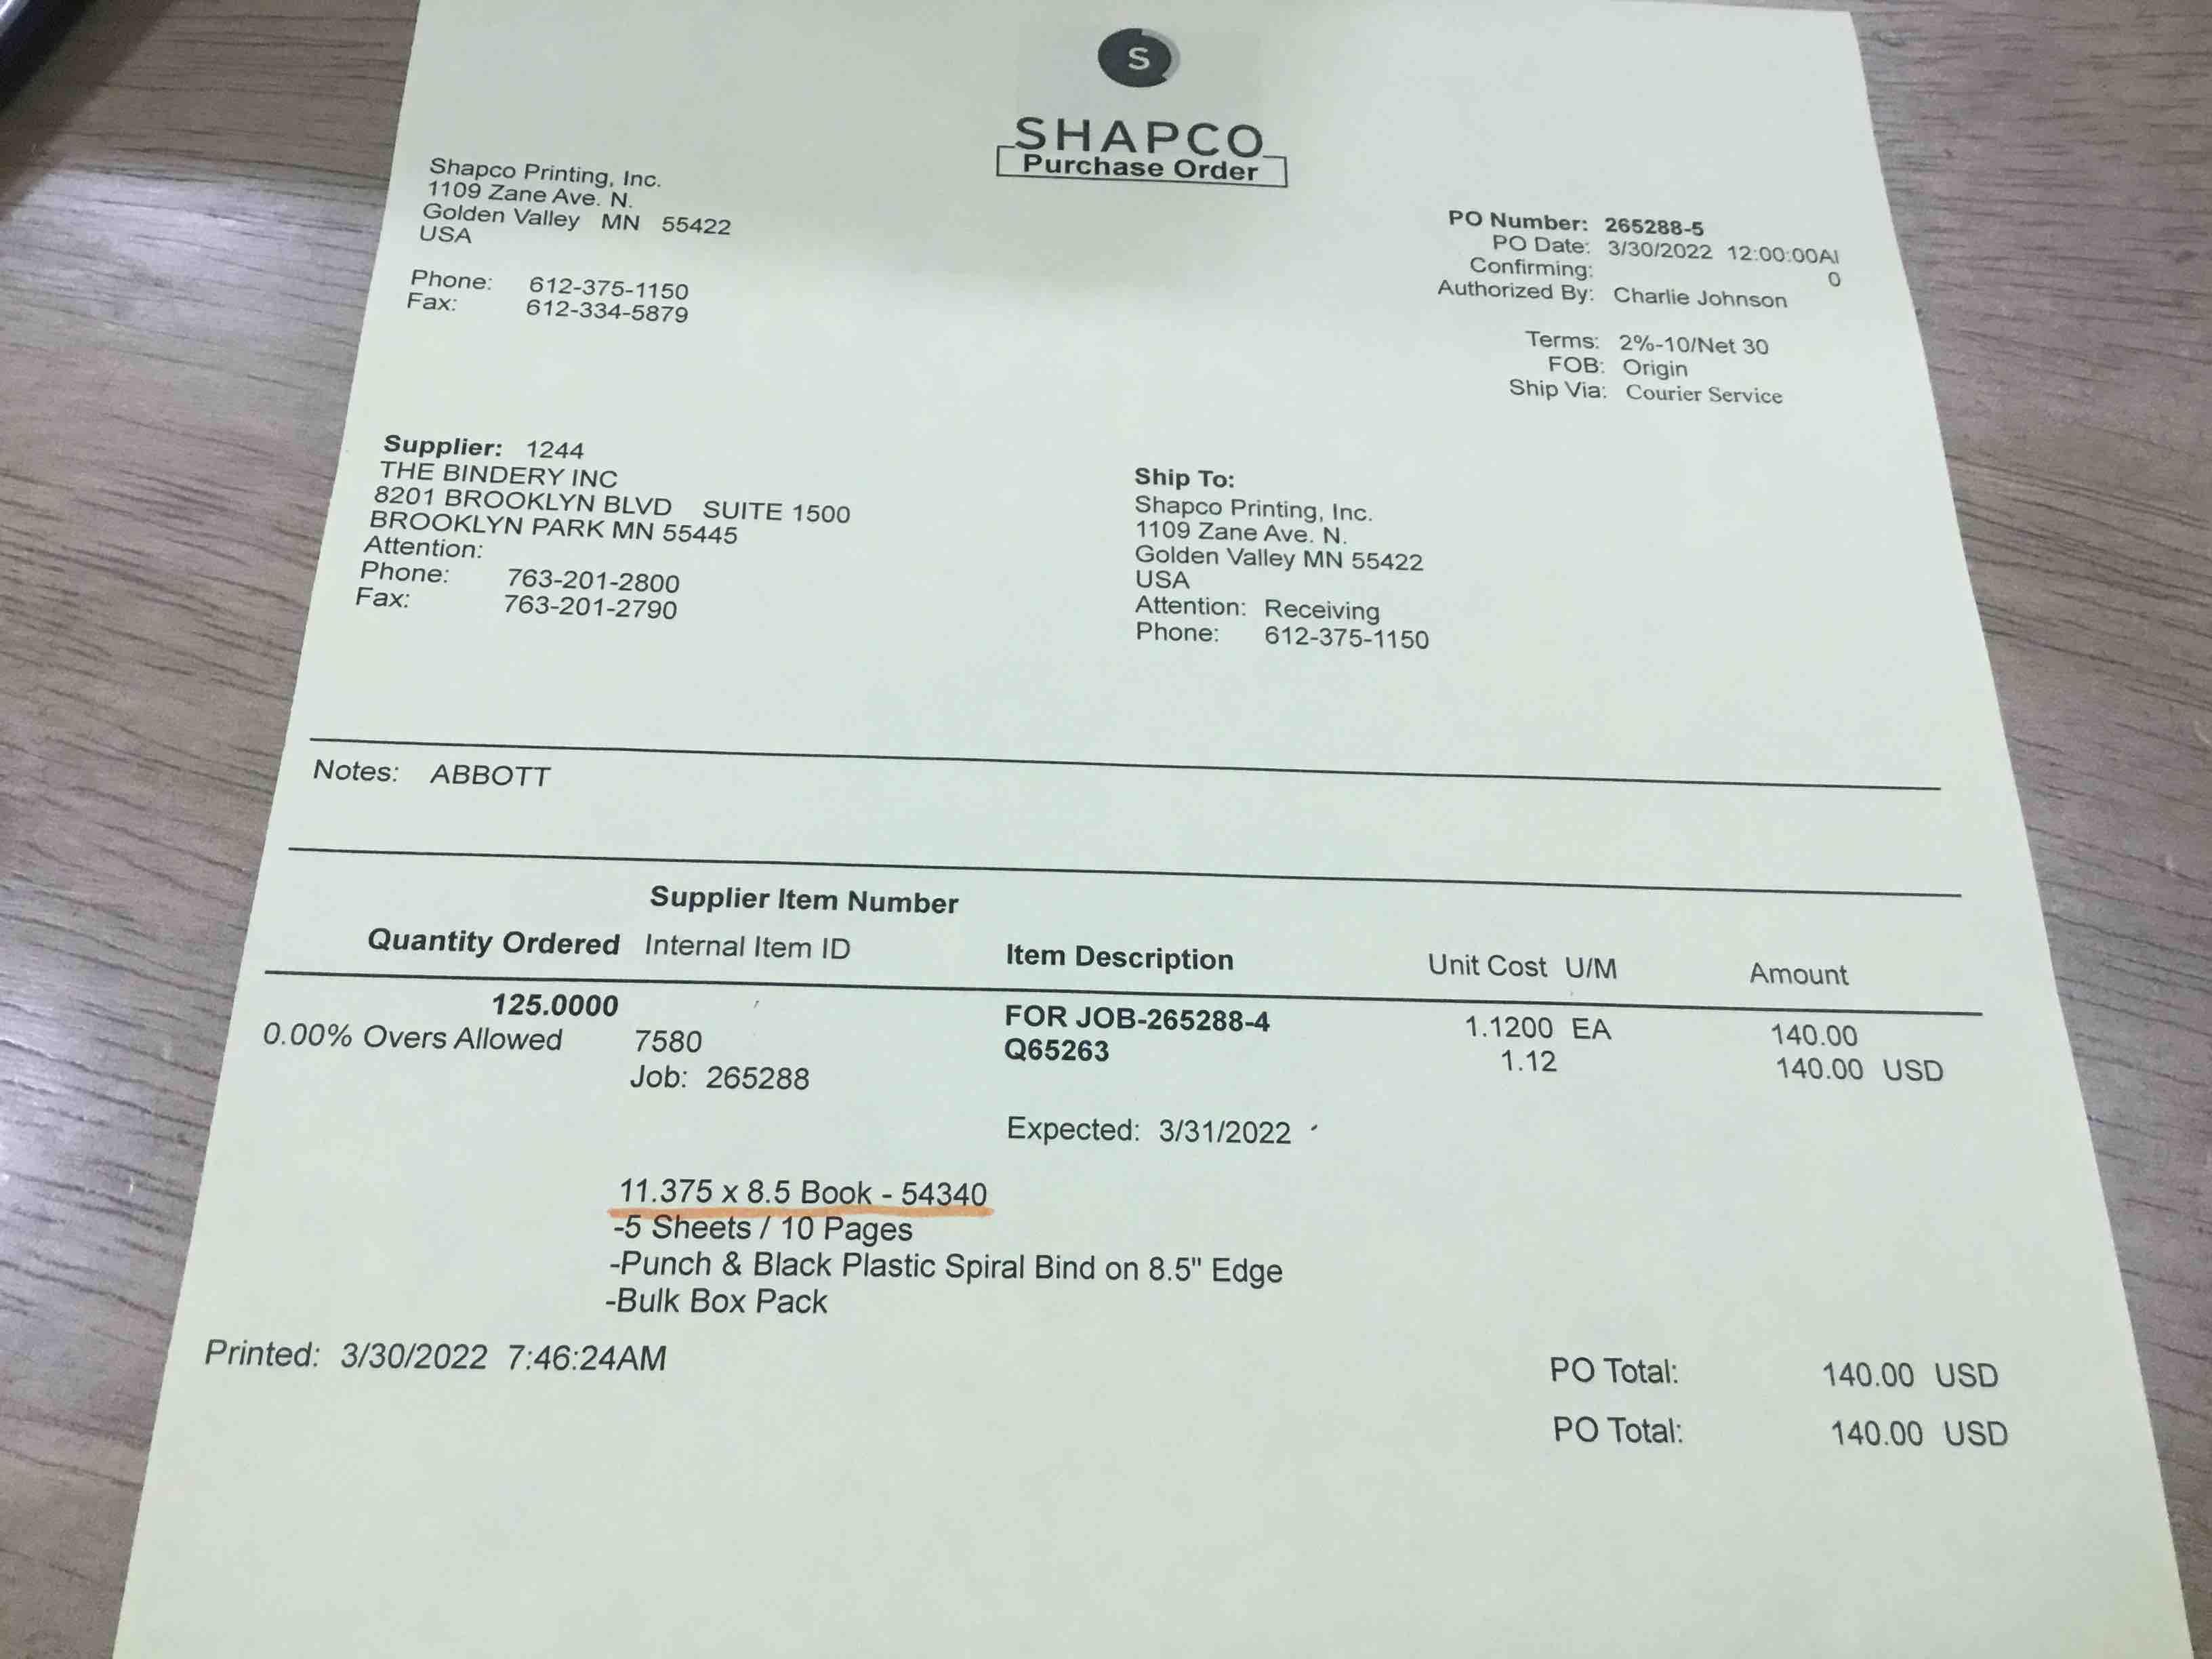 S
SHAPCO
Purchase Order
Shapco Printing, Inc.
1109 Zane Ave. N.
Golden Valley MN 55422
USA
Phone: 612-375-1150
Fax: 612-334-5879
PO Number: 265288-5
PO Date: 3/30/2022 12:00:00AI
Confirming: 0
Authorized By: Charlie Johnson
Terms: 2%-10/Net 30
FOB: Origin
Ship Via: Courier Service
Supplier: 1244
THE BINDERY INC
8201 BROOKLYN BLVD SUITE 1500
BROOKLYN PARK MN 55445
Attention:
Phone: 763-201-2800
Fax: 763-201-2790
Ship To:
Shapco Printing, Inc.
1109 Zane Ave. N.
Golden Valley MN 55422
USA
Attention: Receiving
Phone: 612-375-1150
Notes: ABBOTT
Supplier Item Number
Quantity Ordered Internal Item ID Item Description Unit Cost U/M Amount
125.0000 FOR JOB-265288-4 1.1200 EA 140.00
0.00% Overs Allowed 7580 Q65263 1.12 140.00 USD
Job: 265288
Expected: 3/31/2022
11.375 x 8.5 Book - 54340
-5 Sheets / 10 Pages
-Punch & Black Plastic Spiral Bind on 8.5" Edge
-Bulk Box Pack
Printed: 3/30/2022 7:46:24AM
PO Total: 140.00 USD
PO Total: 140.00 USD